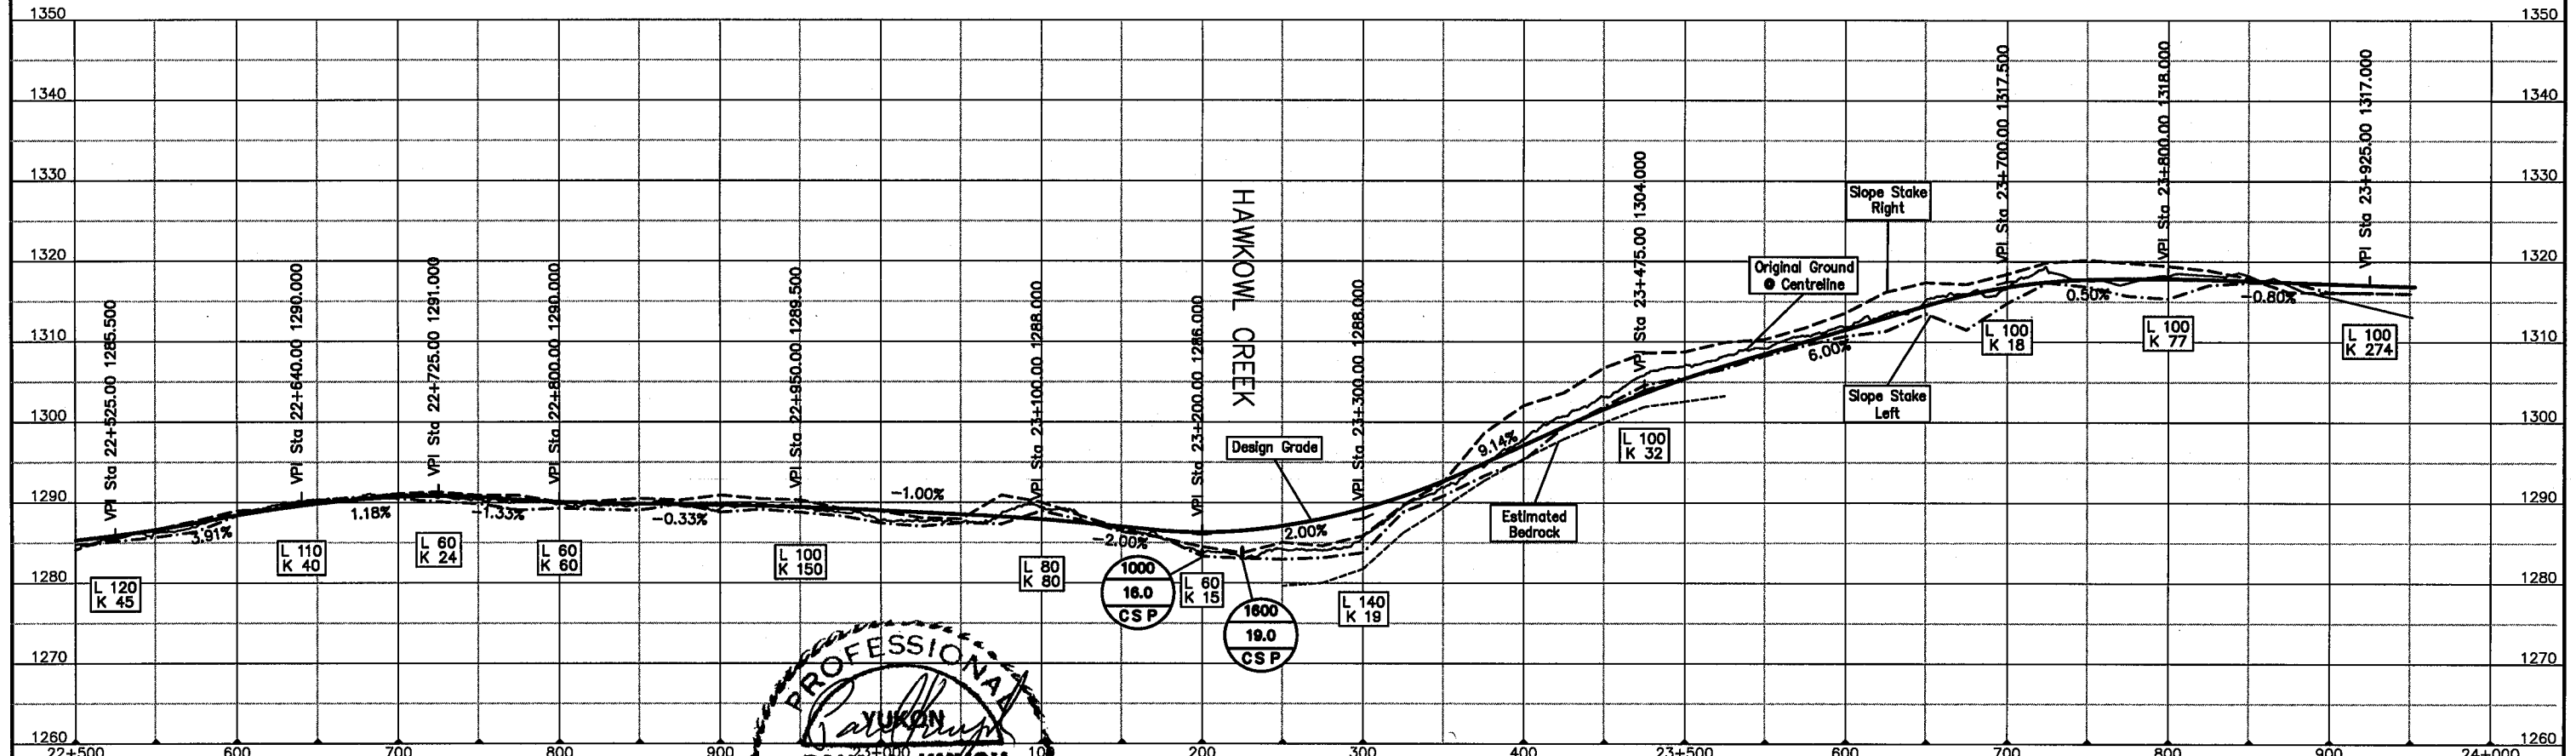 1350
1350
1340
1340
1330
1330
1320
1320
1310
1310
1300
1300
1290
1290
1280
1280
1270
1270
1260
1260
VPI Sta 22+525.00 1285.500
VPI Sta 22+640.00 1290.000
VPI Sta 22+725.00 1291.000
VPI Sta 22+800.00 1290.000
VPI Sta 22+950.00 1289.500
VPI Sta 23+100.00 1288.000
VPI Sta 23+200.00 1286.000
HAWKOWL CREEK
VPI Sta 23+300.00 1288.000
VPI Sta 23+475.00 1304.000
VPI Sta 23+700.00 1317.500
VPI Sta 23+800.00 1318.000
VPI Sta 23+925.00 1317.000
Slope Stake
Right
Original Ground
@ Centreline
Slope Stake
Left
Design Grade
Estimated
Bedrock
3.91%
1.18%
-1.33%
-0.33%
-1.00%
-2.00%
2.00%
9.14%
6.00%
0.50%
-0.80%
L 120
K 45
L 110
K 40
L 60
K 24
L 60
K 60
L 100
K 150
L 80
K 80
L 60
K 15
L 140
K 19
L 100
K 32
L 100
K 18
L 100
K 77
L 100
K 274
1000
16.0
CSP
1600
19.0
CSP
PROFESSIONAL
YUKON
22+500
600
700
800
900
23+000
100
200
300
400
23+500
600
700
800
900
24+000